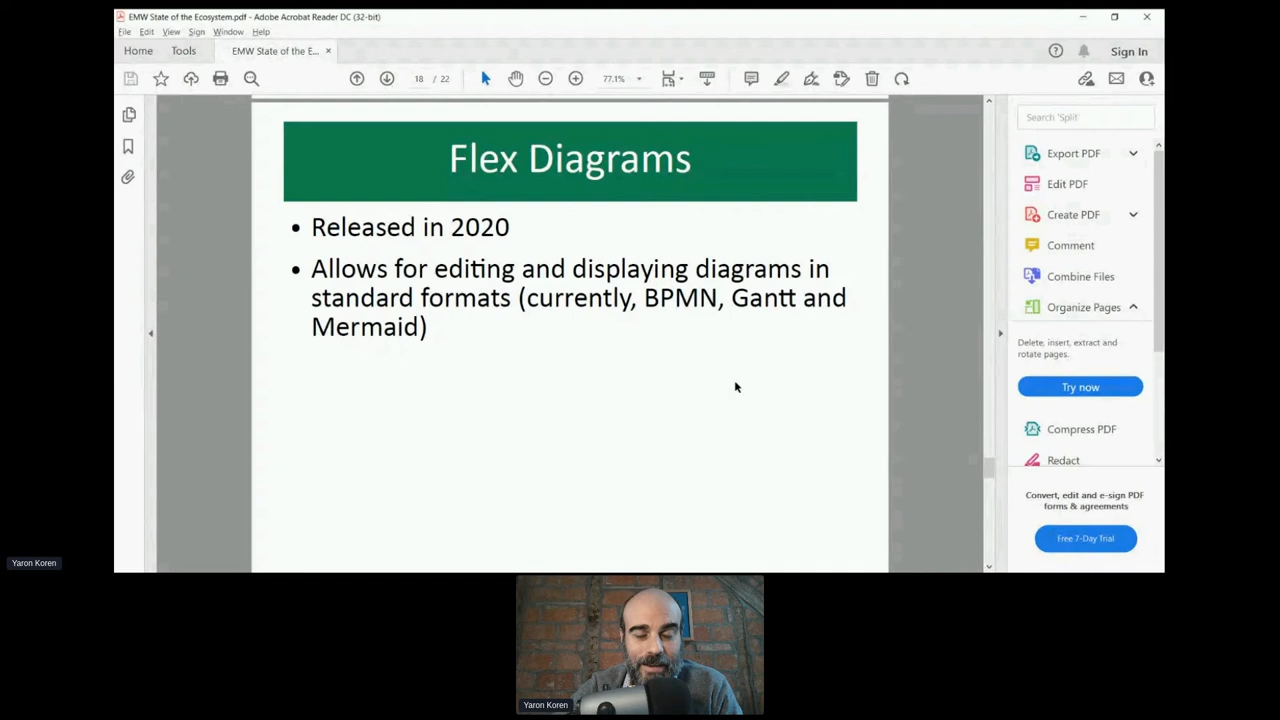 EMW State of the Ecosystem.pdf - Adobe Acrobat Reader DC (32-bit)
File Edit View Sign Window Help
Home Tools EMW State of the E... × Sign In
18 / 22 77.1%
Flex Diagrams
• Released in 2020
• Allows for editing and displaying diagrams in
standard formats (currently, BPMN, Gantt and
Mermaid)
Search 'Split'
Export PDF
Edit PDF
Create PDF
Comment
Combine Files
Organize Pages
Delete, insert, extract and
rotate pages.
Try now
Compress PDF
Redact
Convert, edit and e-sign PDF
forms & agreements
Free 7-Day Trial
Yaron Koren
Yaron Koren